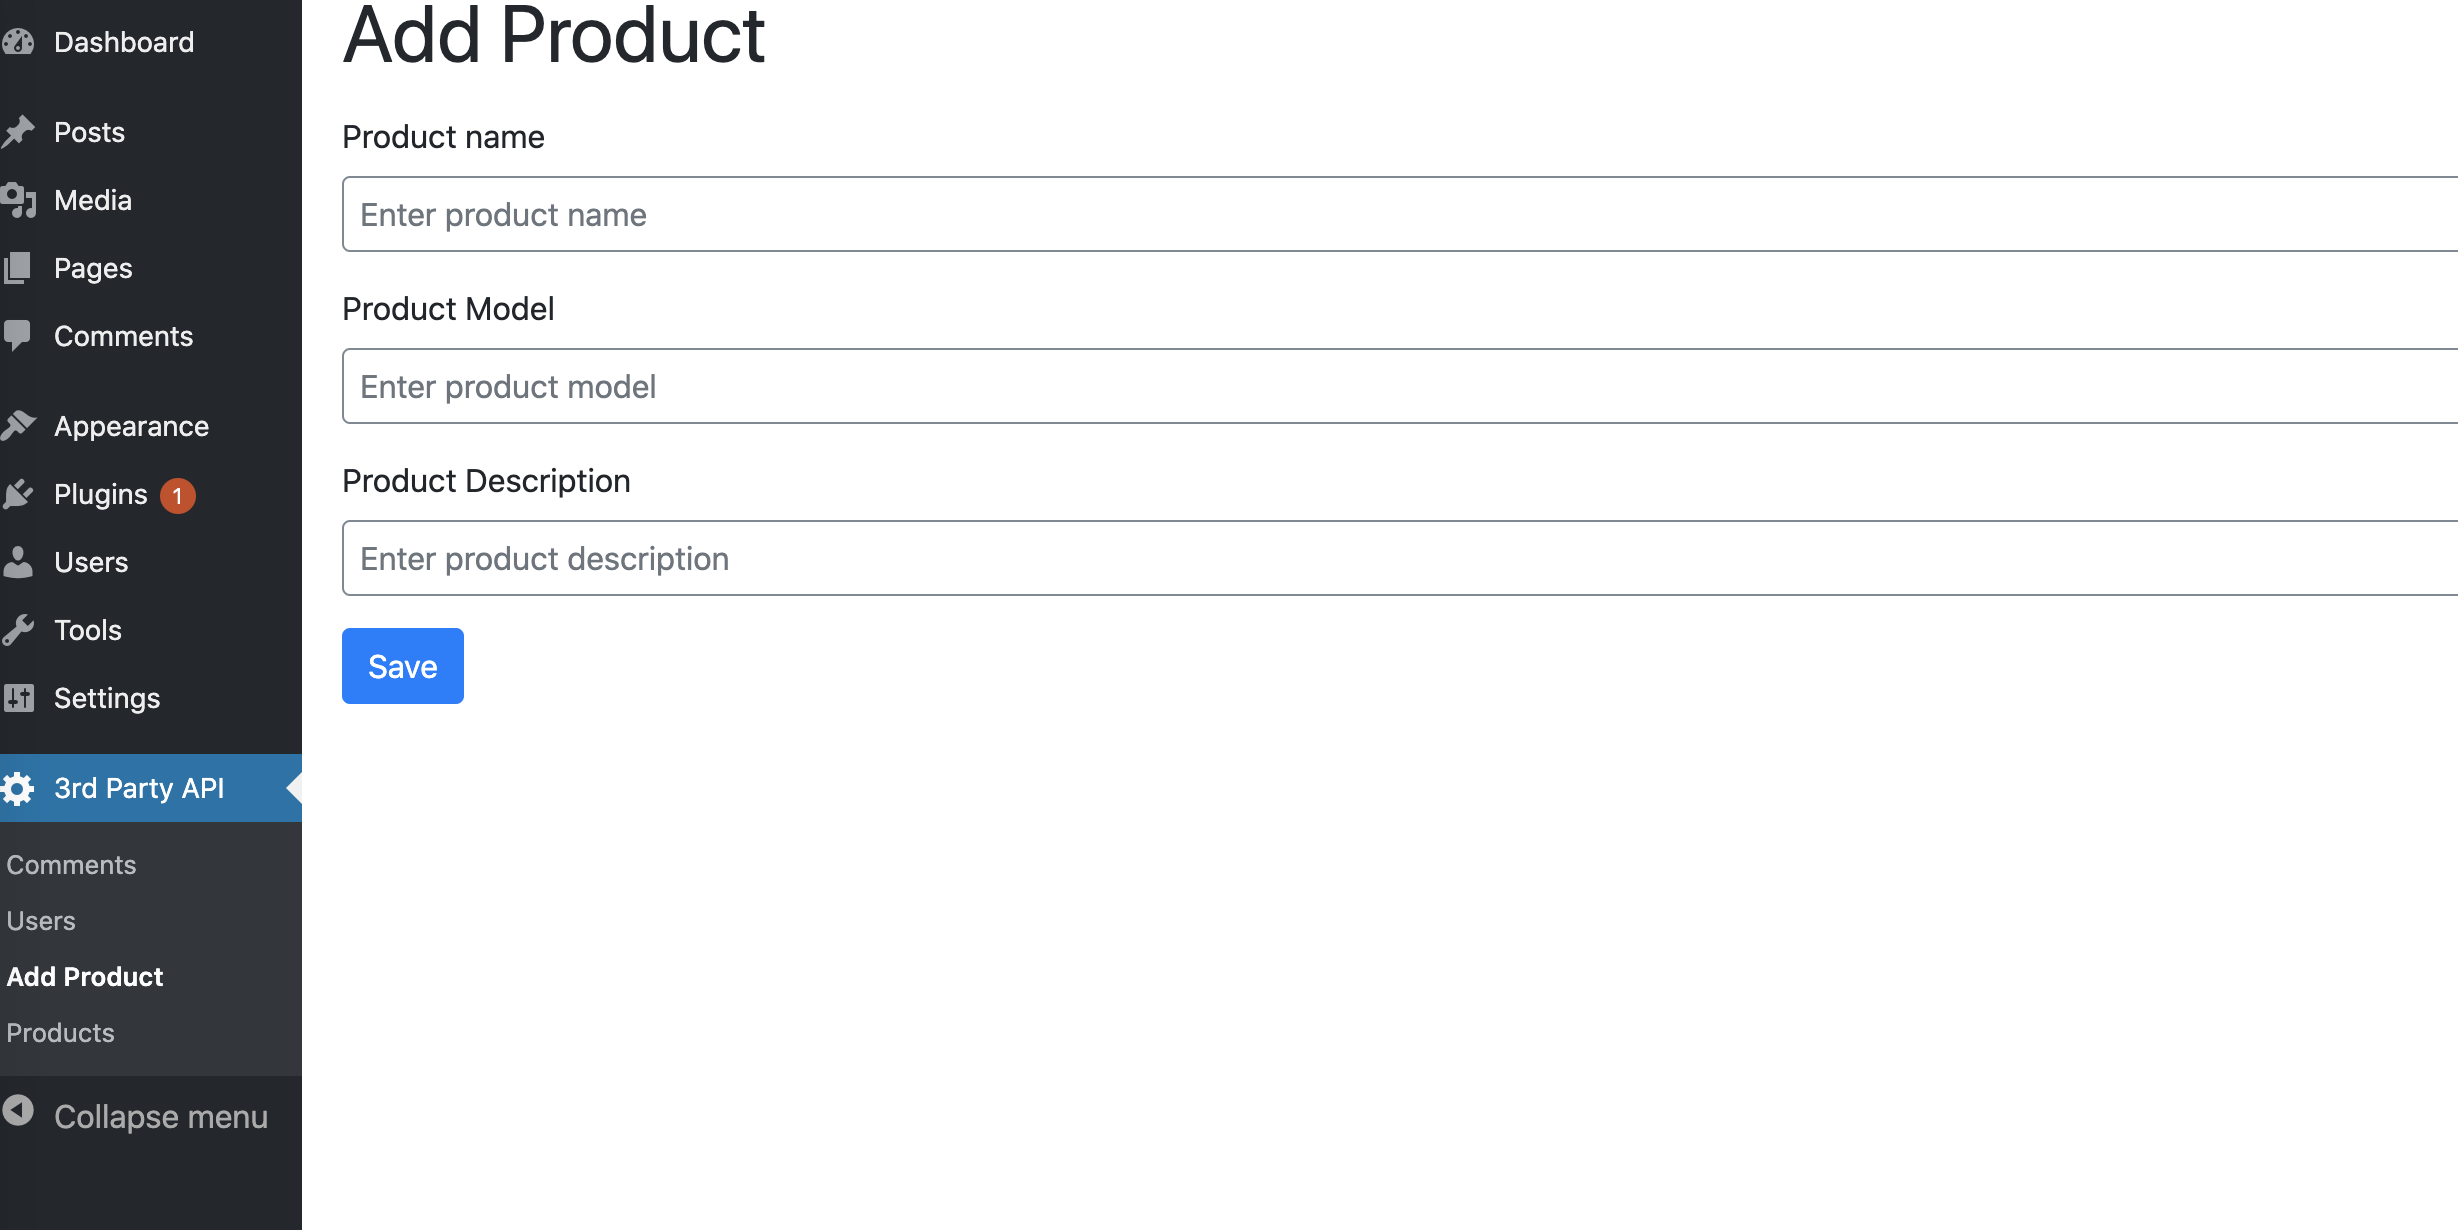 Dashboard
Posts
Media
Pages
Comments
Appearance
Plugins 1
Users
Tools
Settings
3rd Party API
Comments
Users
Add Product
Products
Collapse menu
Add Product
Product name
Enter product name
Product Model
Enter product model
Product Description
Enter product description
Save